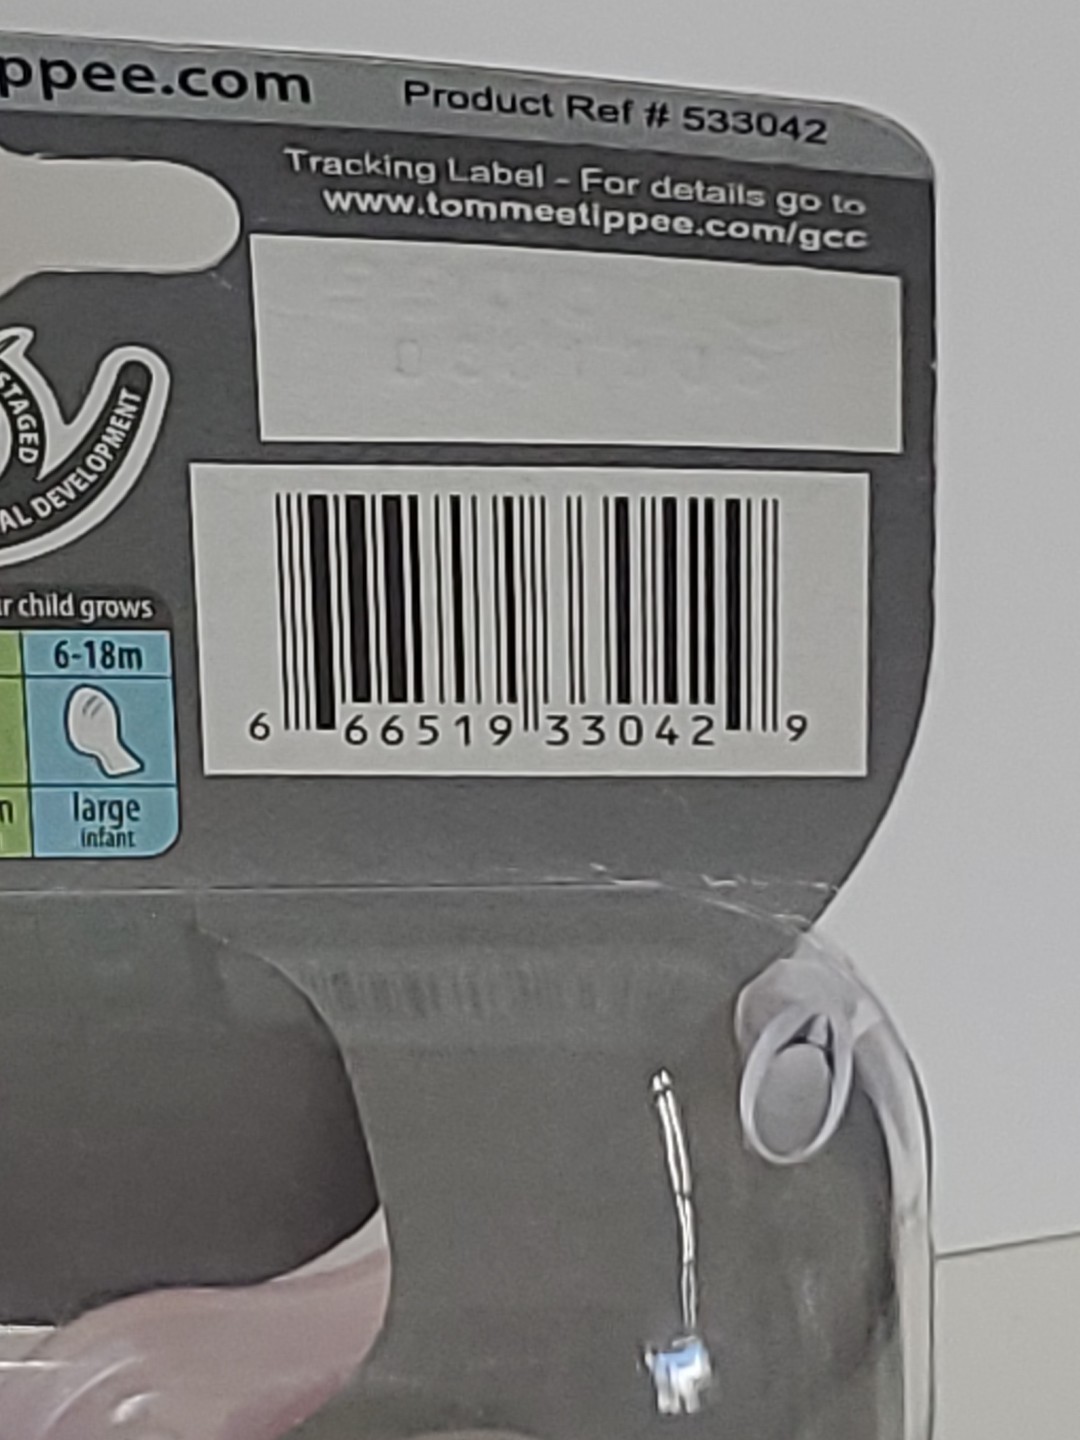 ppee.com Product Ref # 533042
Tracking Label - For details go to
www.tommeetippee.com/gcc
STAGED
AL DEVELOPMENT
r child grows
6-18m
large
infant
6 66519 33042 9